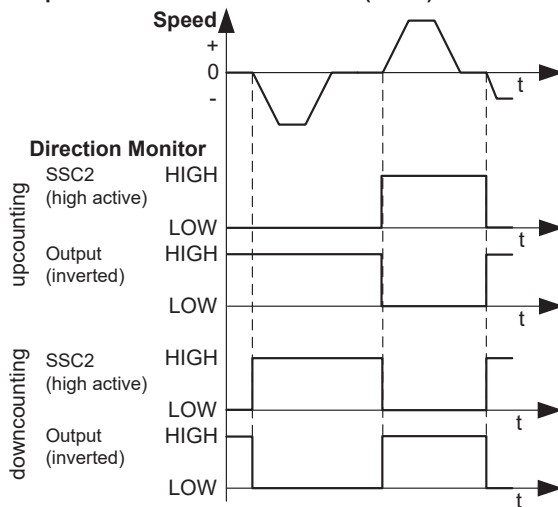 Speed
+
0
-
t
Direction Monitor
upcounting
SSC2
(high active)
HIGH
LOW
t
Output
(inverted)
HIGH
LOW
t
downcounting
SSC2
(high active)
HIGH
LOW
t
Output
(inverted)
HIGH
LOW
t